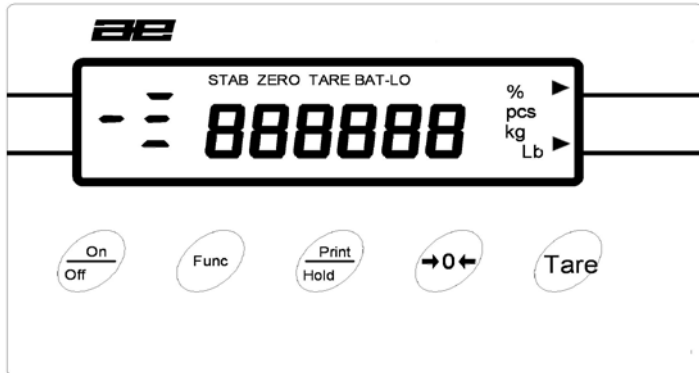 ae
STAB ZERO TARE BAT-LO
888888
%
pcs
kg
Lb
On
Off
Func
Print
Hold
→0←
Tare